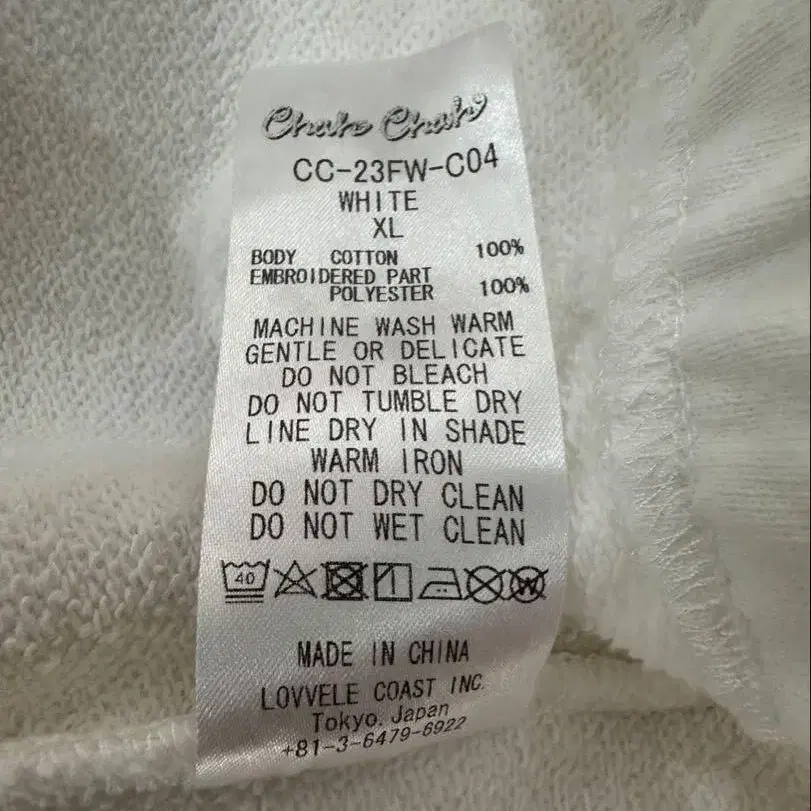 Chaho Chah
CC-23FW-C04
WHITE
XL
BODY COTTON 100%
EMBROIDERED PART
POLYESTER 100%
MACHINE WASH WARM
GENTLE OR DELICATE
DO NOT BLEACH
DO NOT TUMBLE DRY
LINE DRY IN SHADE
WARM IRON
DO NOT DRY CLEAN
DO NOT WET CLEAN
40 W
MADE IN CHINA
LOVVELE COAST INC.
Tokyo. Japan
+81-3-6479-6922